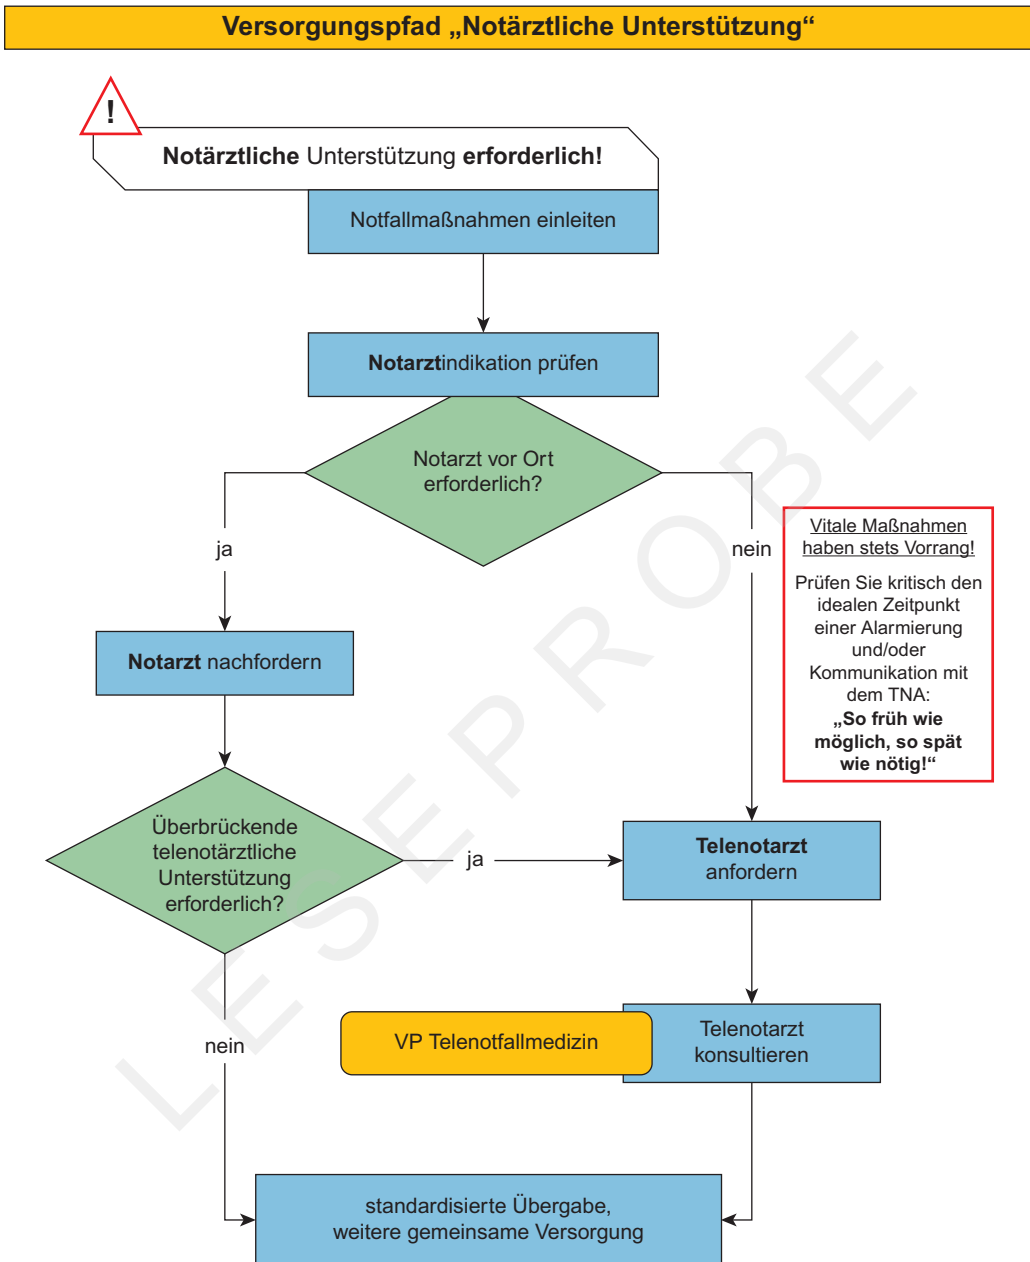 Versorgungspfad „Notärztliche Unterstützung“
!
Notärztliche Unterstützung erforderlich!
Notfallmaßnahmen einleiten
Notarztindikation prüfen
Notarzt vor Ort
erforderlich?
ja
nein
Vitale Maßnahmen
haben stets Vorrang!
Prüfen Sie kritisch den
idealen Zeitpunkt
einer Alarmierung
und/oder
Kommunikation mit
dem TNA:
„So früh wie
möglich, so spät
wie nötig!“
Notarzt nachfordern
Überbrückende
telenotärztliche
Unterstützung
erforderlich?
ja
Telenotarzt
anfordern
nein
VP Telenotfallmedizin
Telenotarzt
konsultieren
standardisierte Übergabe,
weitere gemeinsame Versorgung
LESEPROBE